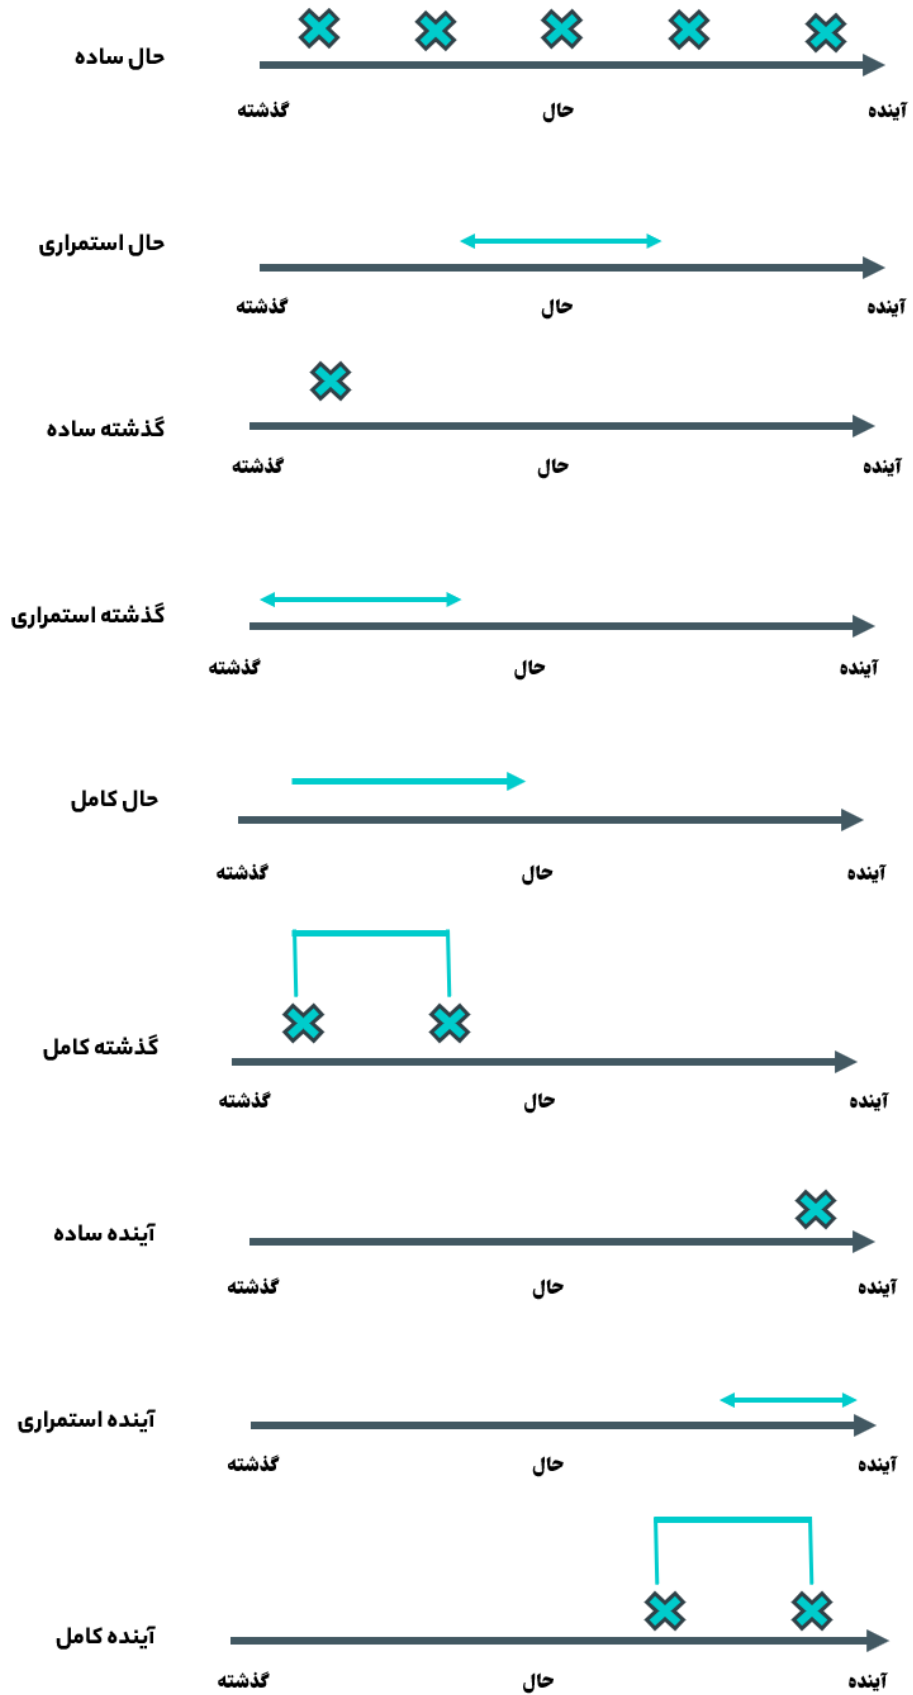 حال ساده
گذشته حال آینده
حال استمراری
گذشته حال آینده
گذشته ساده
گذشته حال آینده
گذشته استمراری
گذشته حال آینده
حال کامل
گذشته حال آینده
گذشته کامل
گذشته حال آینده
آینده ساده
گذشته حال آینده
آینده استمراری
گذشته حال آینده
آینده کامل
گذشته حال آینده